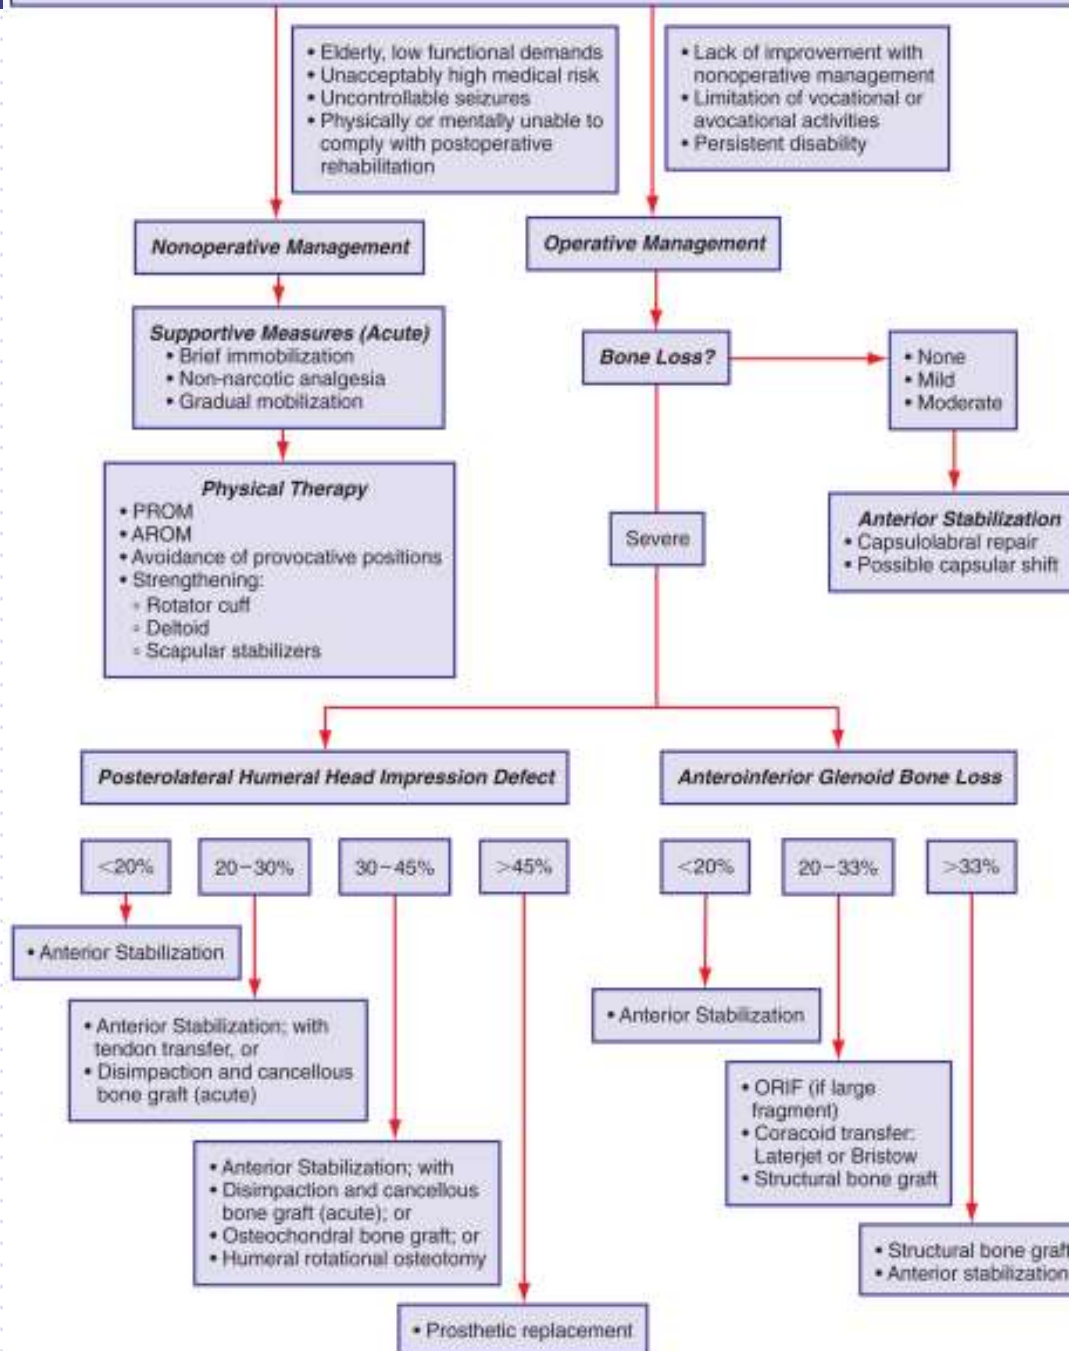 • Elderly, low functional demands
• Unacceptably high medical risk
• Uncontrollable seizures
• Physically or mentally unable to
comply with postoperative
rehabilitation
• Lack of improvement with
nonoperative management
• Limitation of vocational or
avocational activities
• Persistent disability
Nonoperative Management
Operative Management
Supportive Measures (Acute)
• Brief immobilization
• Non-narcotic analgesia
• Gradual mobilization
Bone Loss?
• None
• Mild
• Moderate
Physical Therapy
• PROM
• AROM
• Avoidance of provocative positions
• Strengthening:
◦ Rotator cuff
◦ Deltoid
◦ Scapular stabilizers
Severe
Anterior Stabilization
• Capsulolabral repair
• Possible capsular shift
Posterolateral Humeral Head Impression Defect
Anteroinferior Glenoid Bone Loss
<20%
20–30%
30–45%
>45%
<20%
20–33%
>33%
• Anterior Stabilization
• Anterior Stabilization; with
tendon transfer, or
• Disimpaction and cancellous
bone graft (acute)
• Anterior Stabilization; with
• Disimpaction and cancellous
bone graft (acute); or
• Osteochondral bone graft; or
• Humeral rotational osteotomy
• Prosthetic replacement
• Anterior Stabilization
• ORIF (if large
fragment)
• Coracoid transfer:
Laterjet or Bristow
• Structural bone graft
• Structural bone graft
• Anterior stabilization